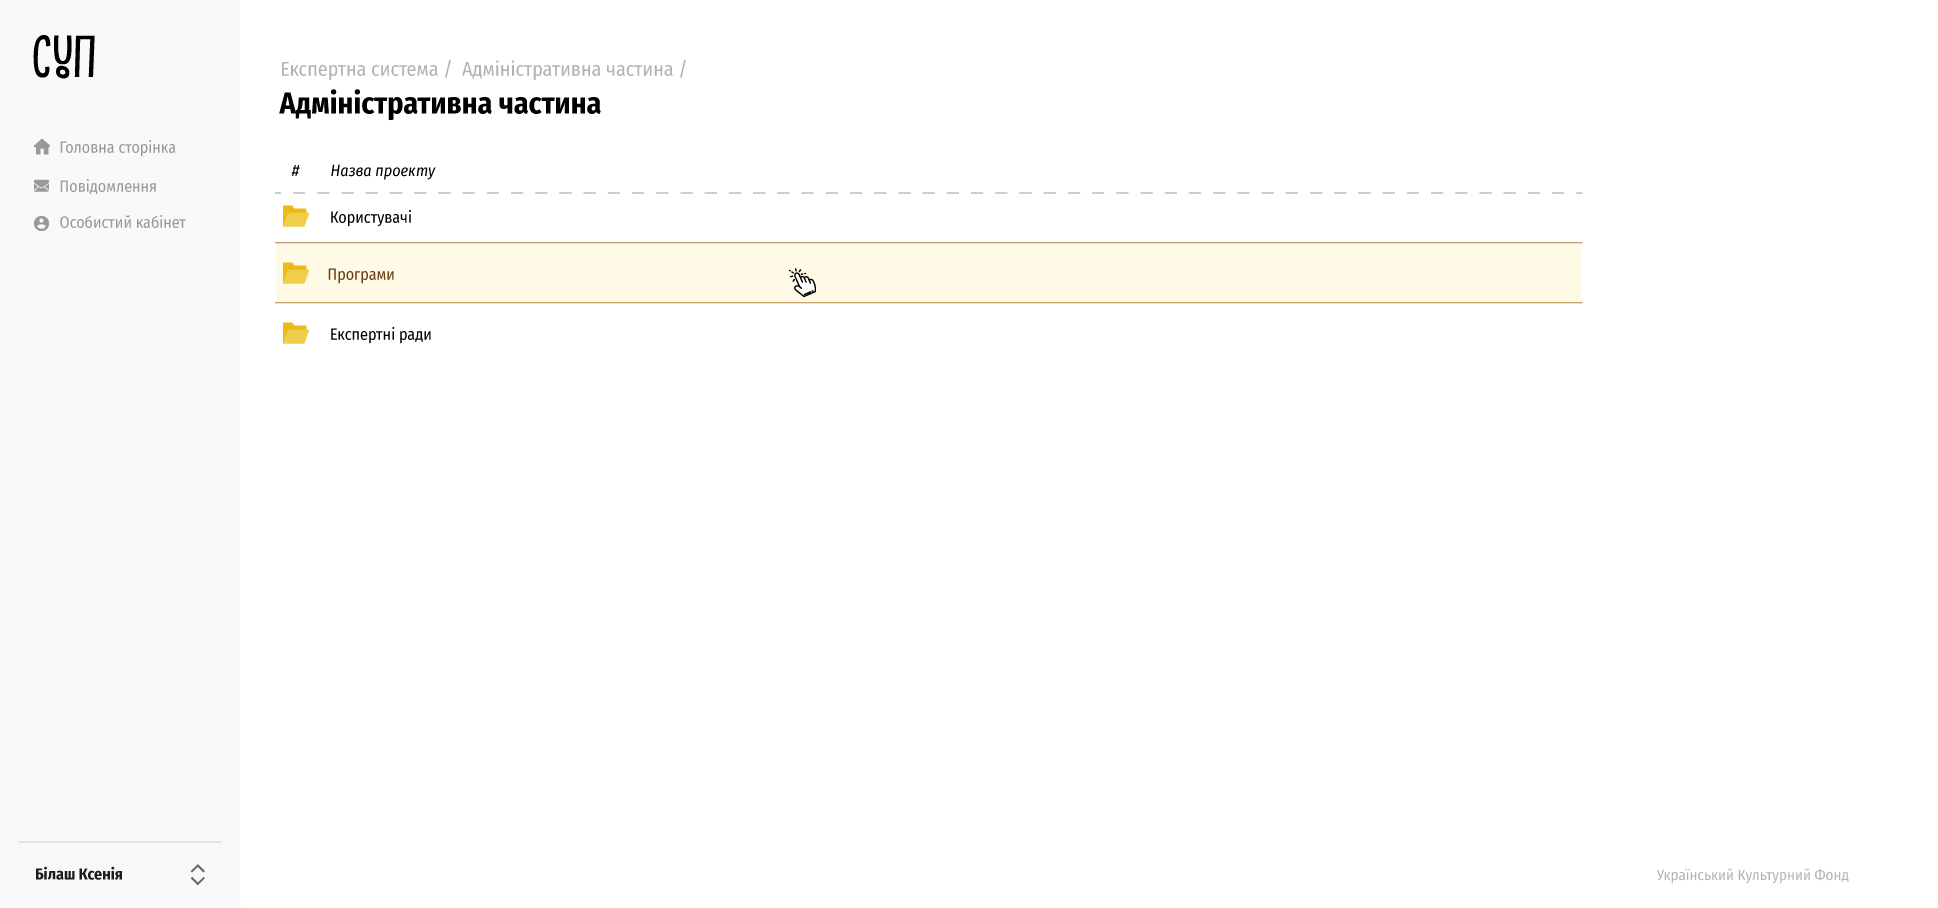 СУП
Головна сторінка
Повідомлення
Особистий кабінет
Експертна система / Адміністративна частина /
Адміністративна частина
# Назва проекту
Користувачі
Програми
Експертні ради
Білаш Ксенія
Український Культурний Фонд